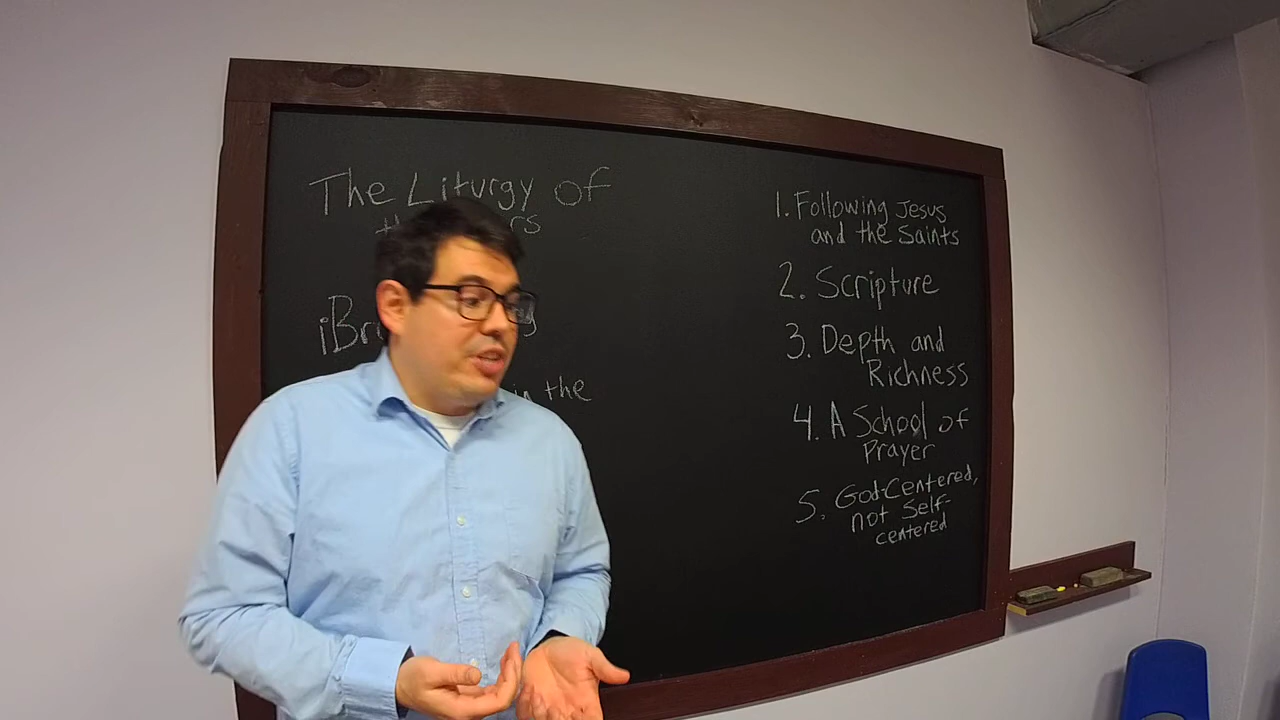 The Liturgy of
iBr
in the
1. Following Jesus
and the Saints
2. Scripture
3. Depth and
Richness
4. A School of
Prayer
5. God-Centered,
not Self-
centered